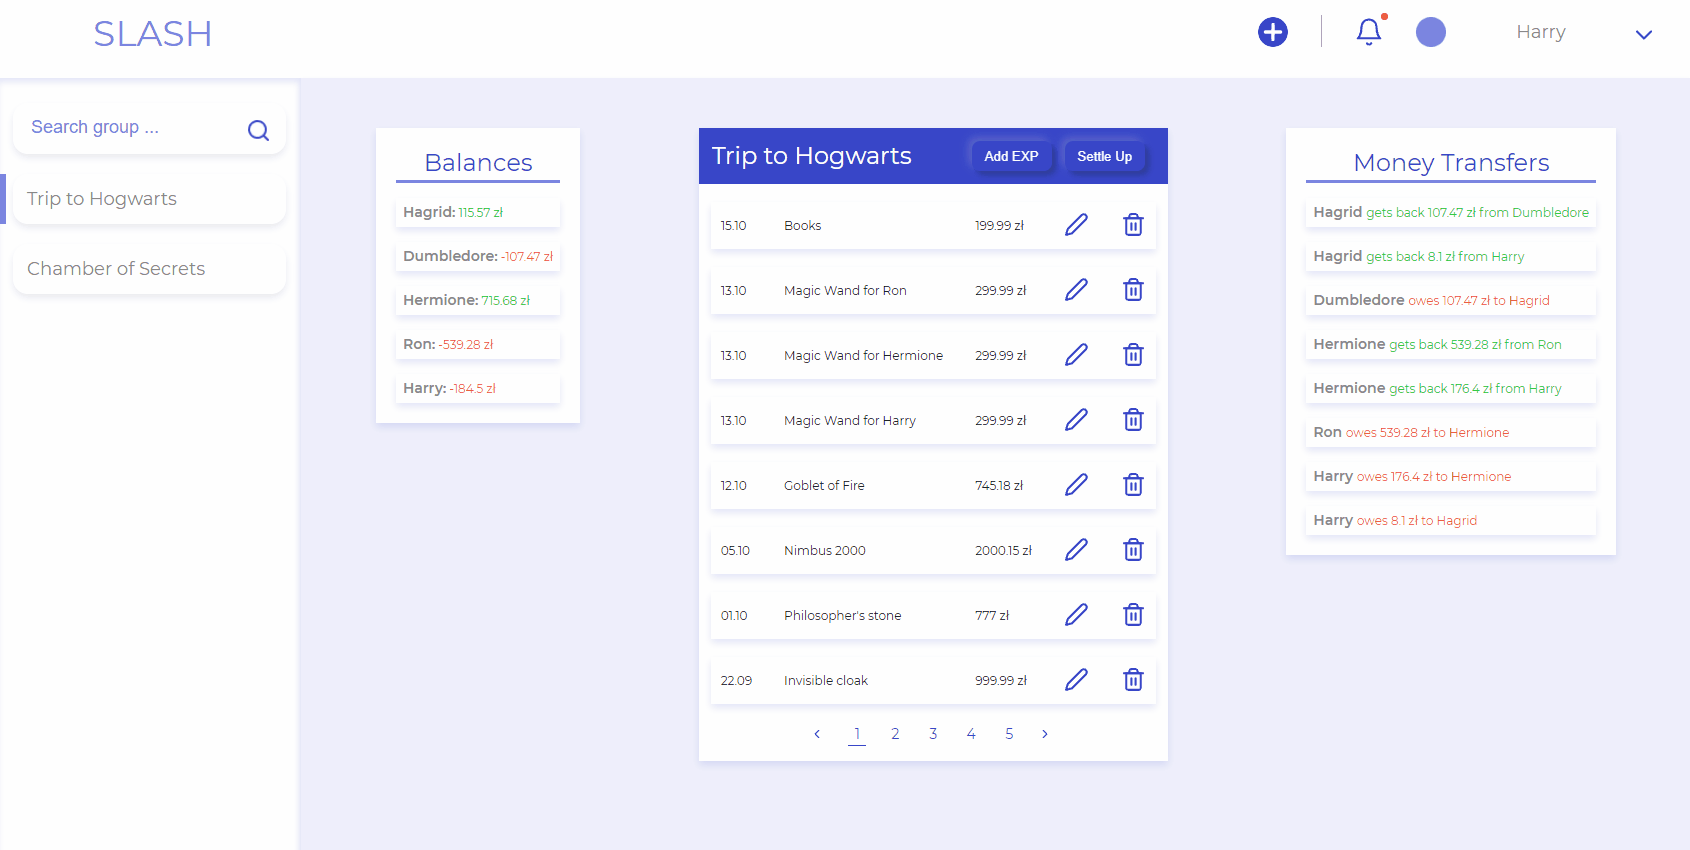 SLASH
Harry
Search group ...
Trip to Hogwarts
Chamber of Secrets
Balances
Hagrid: 115.57 zł
Dumbledore: -107.47 zł
Hermione: 715.68 zł
Ron: -539.28 zł
Harry: -184.5 zł
Trip to Hogwarts
Add EXP
Settle Up
15.10 Books 199.99 zł
13.10 Magic Wand for Ron 299.99 zł
13.10 Magic Wand for Hermione 299.99 zł
13.10 Magic Wand for Harry 299.99 zł
12.10 Goblet of Fire 745.18 zł
05.10 Nimbus 2000 2000.15 zł
01.10 Philosopher's stone 777 zł
22.09 Invisible cloak 999.99 zł
1 2 3 4 5
Money Transfers
Hagrid gets back 107.47 zł from Dumbledore
Hagrid gets back 8.1 zł from Harry
Dumbledore owes 107.47 zł to Hagrid
Hermione gets back 539.28 zł from Ron
Hermione gets back 176.4 zł from Harry
Ron owes 539.28 zł to Hermione
Harry owes 176.4 zł to Hermione
Harry owes 8.1 zł to Hagrid